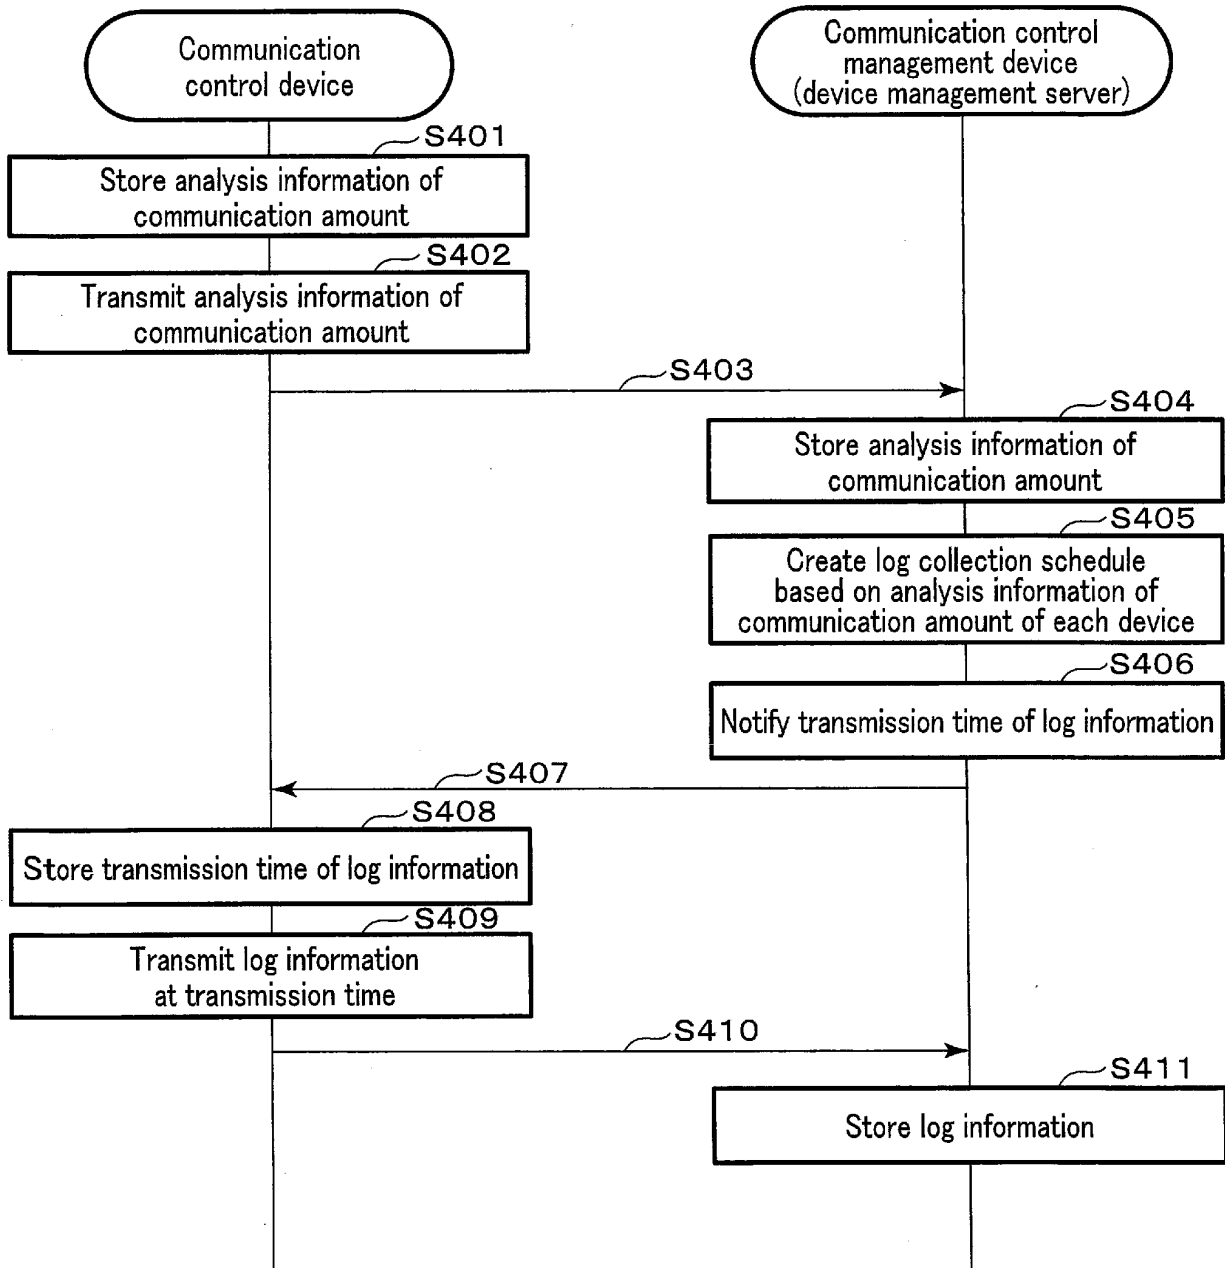 Communication
control device
Communication control
management device
(device management server)
S401
Store analysis information of
communication amount
S402
Transmit analysis information of
communication amount
S403
S404
Store analysis information of
communication amount
S405
Create log collection schedule
based on analysis information of
communication amount of each device
S406
Notify transmission time of log information
S407
S408
Store transmission time of log information
S409
Transmit log information
at transmission time
S410
S411
Store log information